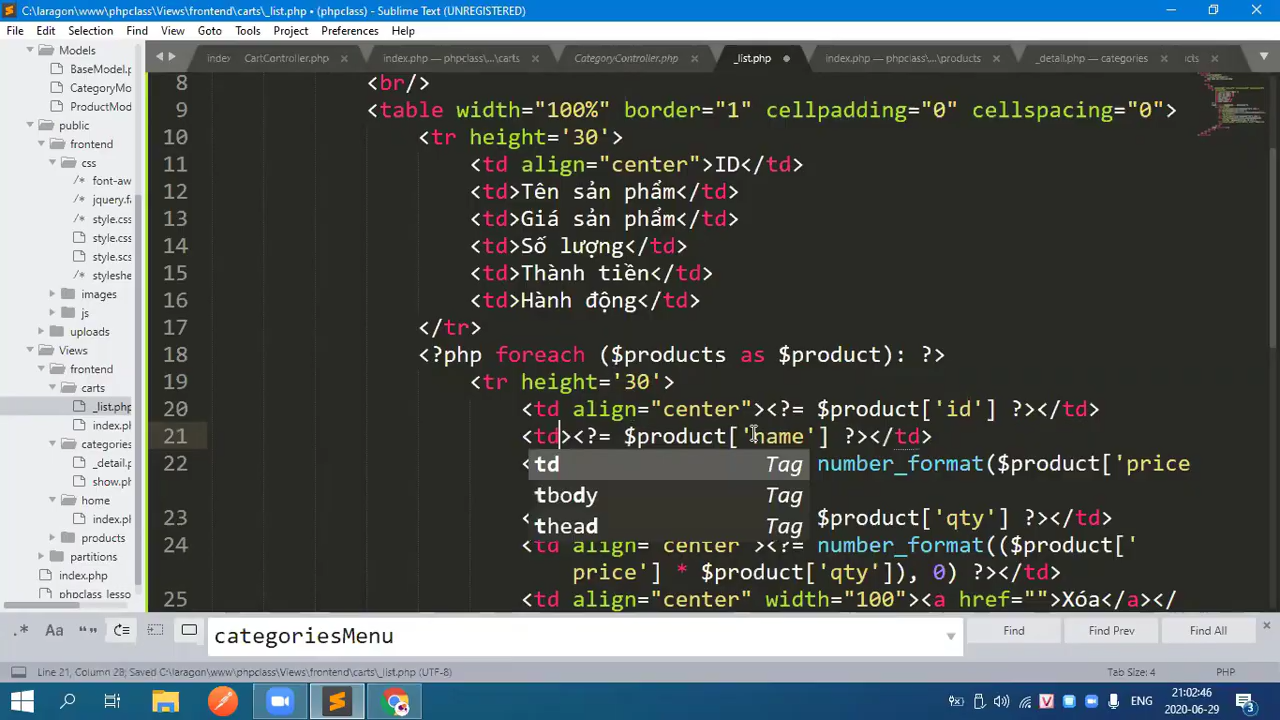 C:\laragon\www\phpclass\Views\frontend\carts\_list.php • (phpclass) - Sublime Text (UNREGISTERED)
File Edit Selection Find View Goto Tools Project Preferences Help
index CartController.php index.php — phpclass\...\carts CategoryController.php _list.php index.php — phpclass\...\products _detail.php — categories cts
Models
BaseModel.p
CategoryMo
ProductMod
public
frontend
css
font-aw
jquery.fa
style.css
style.css
style.scs
styleshe
images
js
uploads
Views
frontend
carts
_list.php
index.ph
categories
_detail.p
show.ph
home
index.ph
products
partitions
index.php
phpclass_lesso
8 <br/>
9 <table width="100%" border="1" cellpadding="0" cellspacing="0">
10 <tr height='30'>
11 <td align="center">ID</td>
12 <td>Tên sản phẩm</td>
13 <td>Giá sản phẩm</td>
14 <td>Số lượng</td>
15 <td>Thành tiền</td>
16 <td>Hành động</td>
17 </tr>
18 <?php foreach ($products as $product): ?>
19 <tr height='30'>
20 <td align="center"><?= $product['id'] ?></td>
21 <td><?= $product['name'] ?></td>
22 < number_format($product['price
td Tag
tbody Tag
thead Tag
23 < $product['qty'] ?></td>
24 <td align="center"><?= number_format(($product['
price'] * $product['qty']), 0) ?></td>
25 <td align="center" width="100"><a href="">Xóa</a></
.* Aa “” categoriesMenu Find Find Prev Find All
Line 21, Column 28; Saved C:\laragon\www\phpclass\Views\frontend\carts\_list.php (UTF-8) Tab Size: 4 PHP
ENG 21:02:46
2020-06-29 3